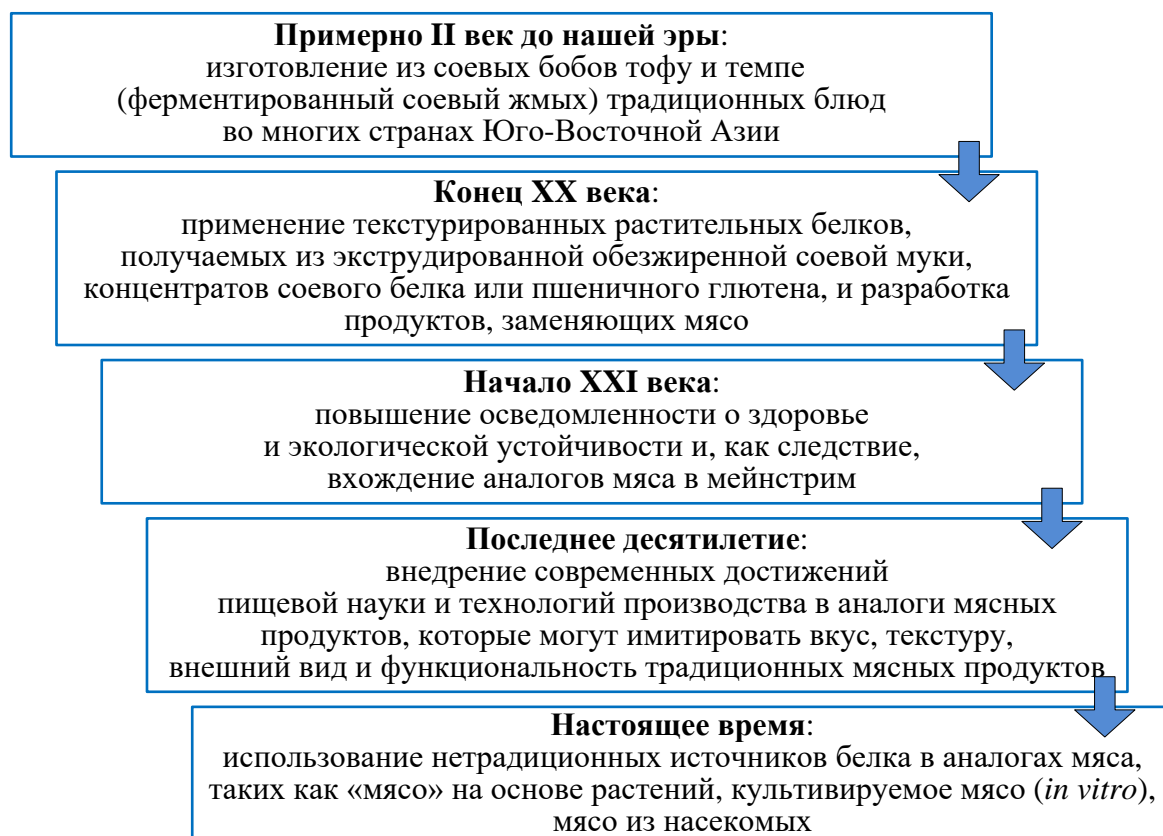 Примерно II век до нашей эры:
изготовление из соевых бобов тофу и темпе
(ферментированный соевый жмых) традиционных блюд
во многих странах Юго-Восточной Азии
Конец XX века:
применение текстурированных растительных белков,
получаемых из экструдированной обезжиренной соевой муки,
концентратов соевого белка или пшеничного глютена, и разработка
продуктов, заменяющих мясо
Начало XXI века:
повышение осведомленности о здоровье
и экологической устойчивости и, как следствие,
вхождение аналогов мяса в мейнстрим
Последнее десятилетие:
внедрение современных достижений
пищевой науки и технологий производства в аналоги мясных
продуктов, которые могут имитировать вкус, текстуру,
внешний вид и функциональность традиционных мясных продуктов
Настоящее время:
использование нетрадиционных источников белка в аналогах мяса,
таких как «мясо» на основе растений, культивируемое мясо (in vitro),
мясо из насекомых